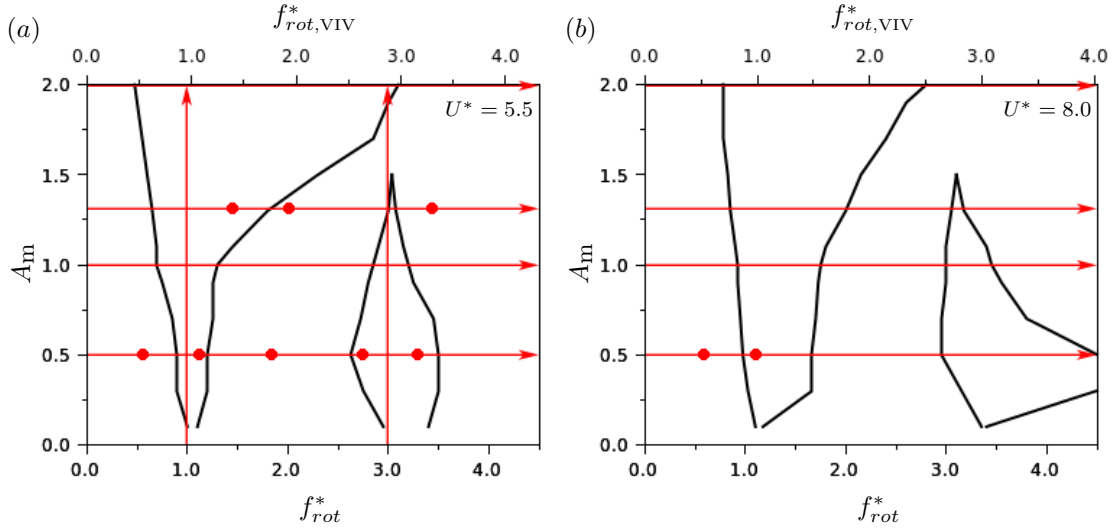 f*rot,VIV f*rot,VIV
(a) (b)
0.0 1.0 2.0 3.0 4.0 0.0 1.0 2.0 3.0 4.0
2.0 2.0
U* = 5.5 U* = 8.0
1.5 1.5
Am 1.0 Am 1.0
0.5 0.5
0.0 0.0
0.0 1.0 2.0 3.0 4.0 0.0 1.0 2.0 3.0 4.0
f*rot f*rot